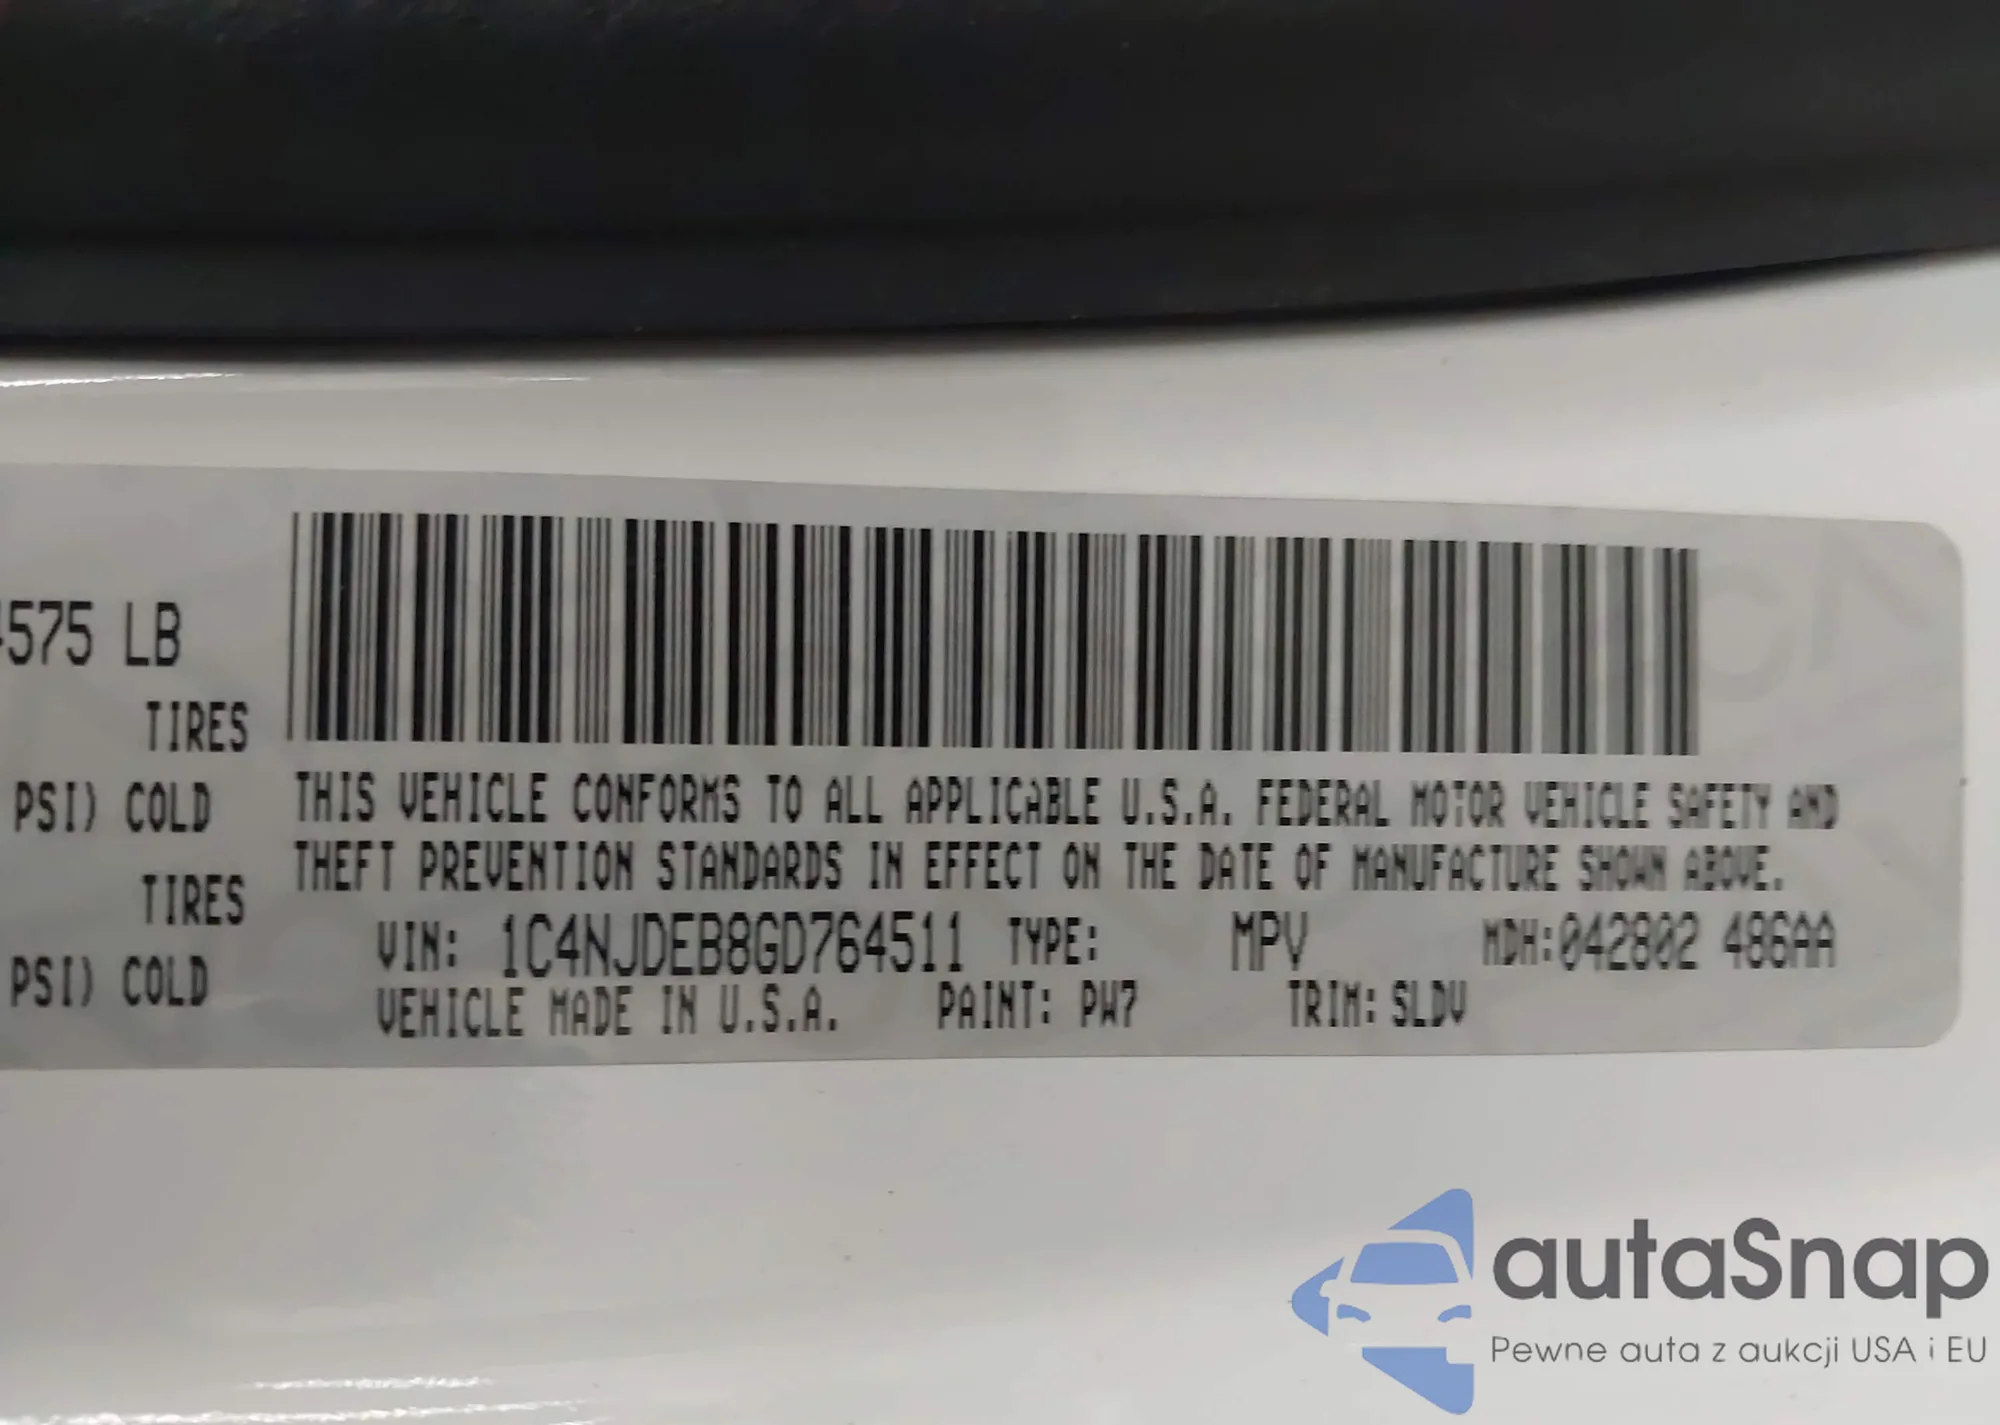 4575 LB
TIRES
PSI) COLD
TIRES
PSI) COLD
THIS VEHICLE CONFORMS TO ALL APPLICABLE U.S.A. FEDERAL MOTOR VEHICLE SAFETY AND
THEFT PREVENTION STANDARDS IN EFFECT ON THE DATE OF MANUFACTURE SHOWN ABOVE.
VIN: 1C4NJDEB8GD764511 TYPE: MPV MDH:042802 486AA
VEHICLE MADE IN U.S.A. PAINT: PW7 TRIM: SLDV
autaSnap
Pewne auta z aukcji USA i EU